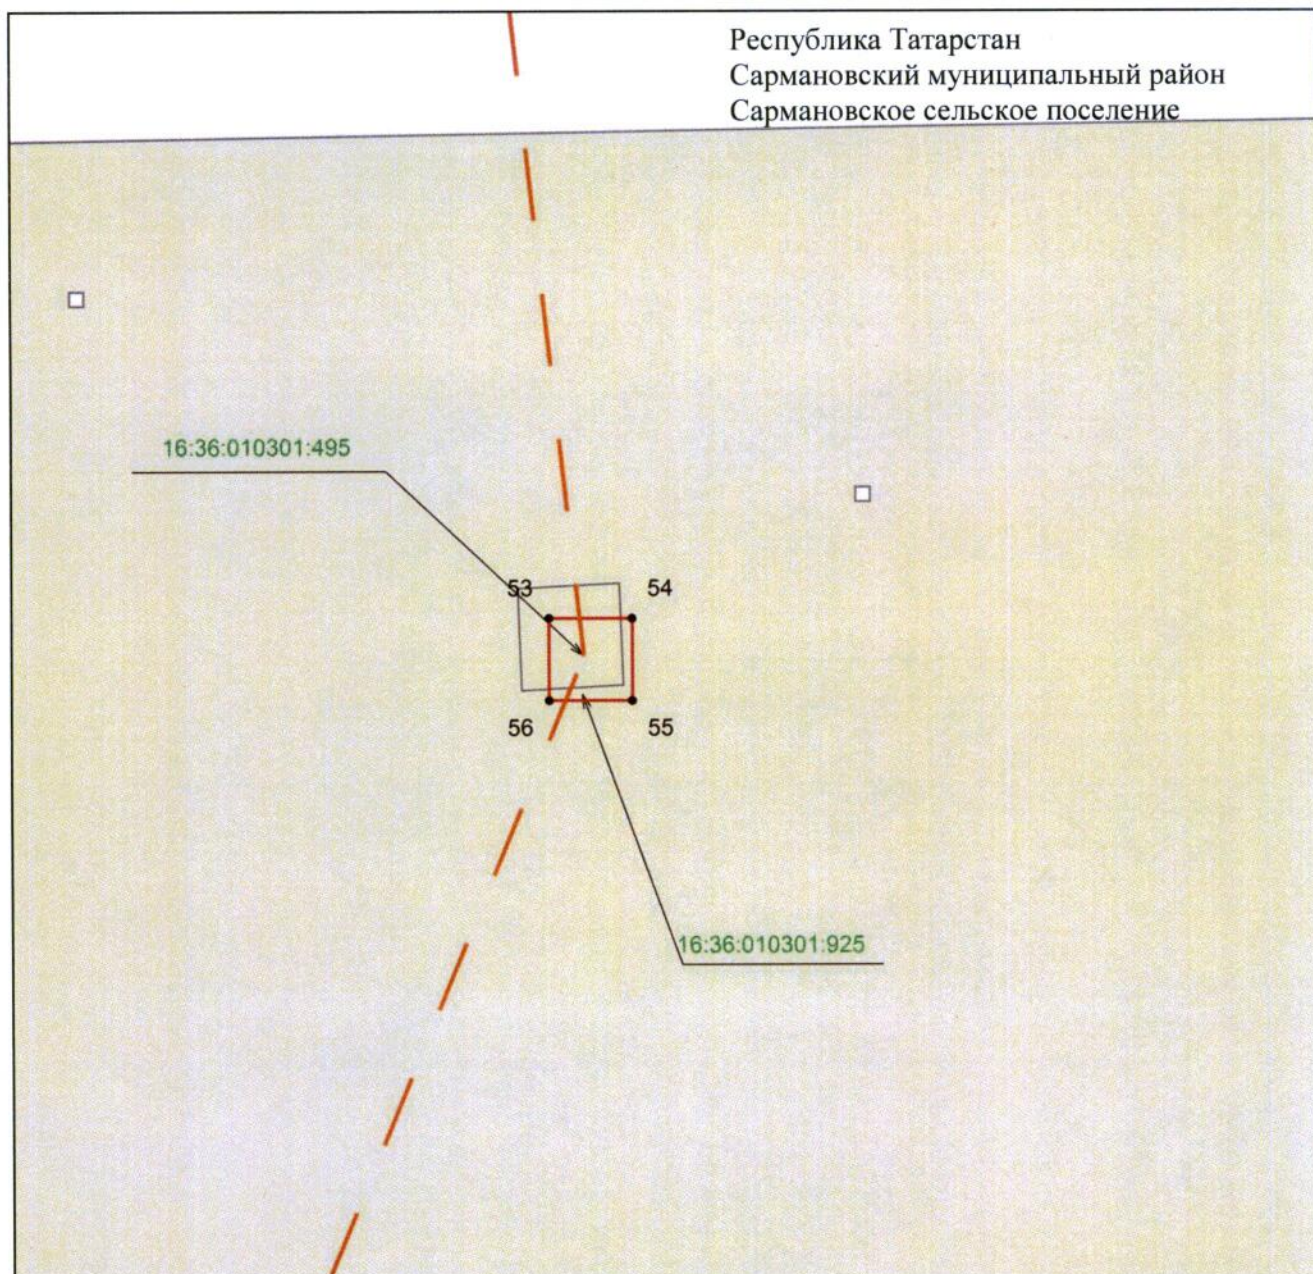 Республика Татарстан
Сармановский муниципальный район
Сармановское сельское поселение
16:36:010301:495
53
54
56
55
16:36:010301:925